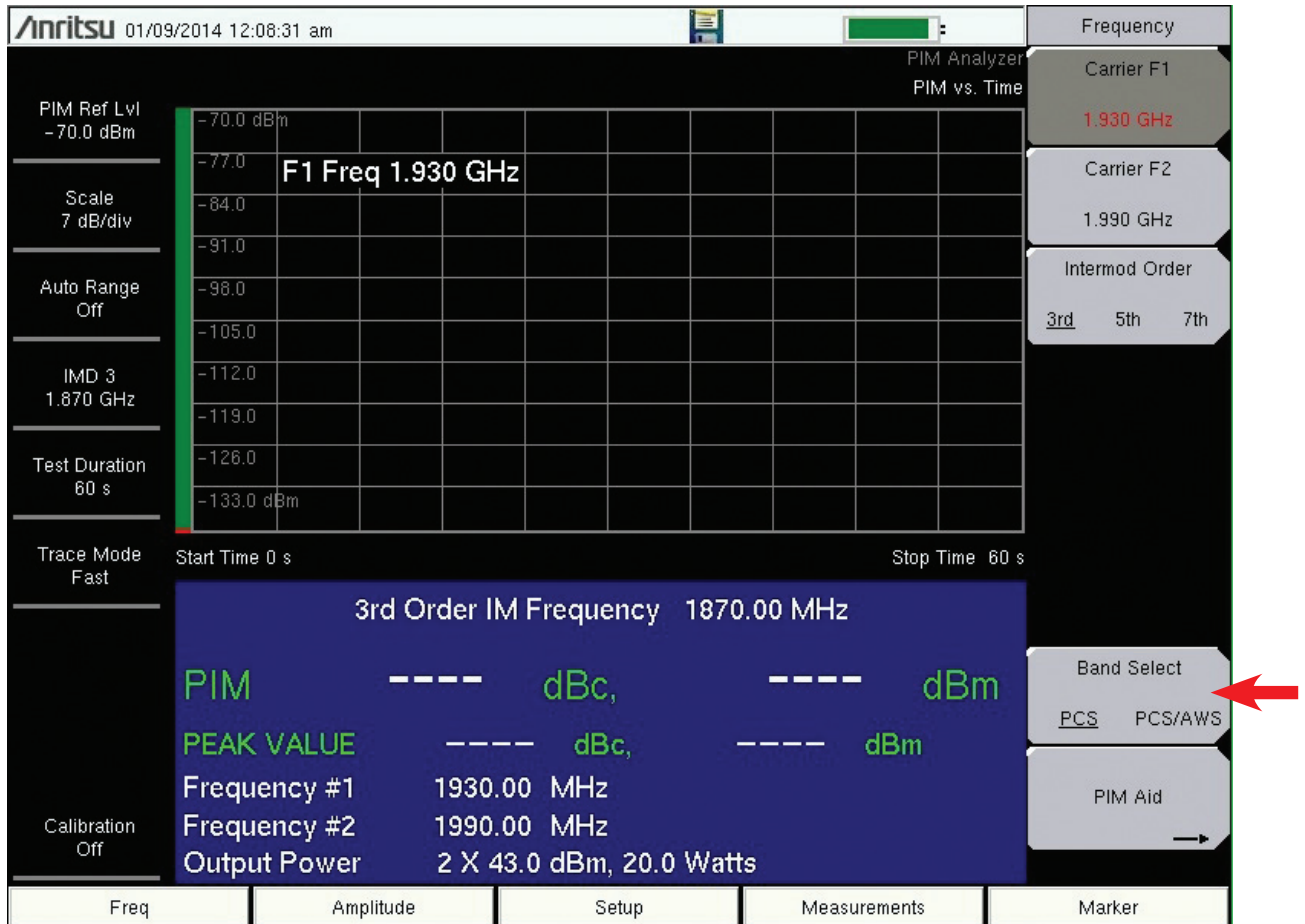 Anritsu 01/09/2014 12:08:31 am
PIM Analyzer
PIM vs. Time
PIM Ref Lvl
-70.0 dBm
Scale
7 dB/div
Auto Range
Off
IMD 3
1.870 GHz
Test Duration
60 s
Trace Mode
Fast
Calibration
Off
-70.0 dBm
-77.0
F1 Freq 1.930 GHz
-84.0
-91.0
-98.0
-105.0
-112.0
-119.0
-126.0
-133.0 dBm
Start Time 0 s
Stop Time 60 s
3rd Order IM Frequency 1870.00 MHz
PIM ---- dBc, ---- dBm
PEAK VALUE ---- dBc, ---- dBm
Frequency #1 1930.00 MHz
Frequency #2 1990.00 MHz
Output Power 2 X 43.0 dBm, 20.0 Watts
Frequency
Carrier F1
1.930 GHz
Carrier F2
1.990 GHz
Intermod Order
3rd 5th 7th
Band Select
PCS PCS/AWS
PIM Aid
Freq Amplitude Setup Measurements Marker